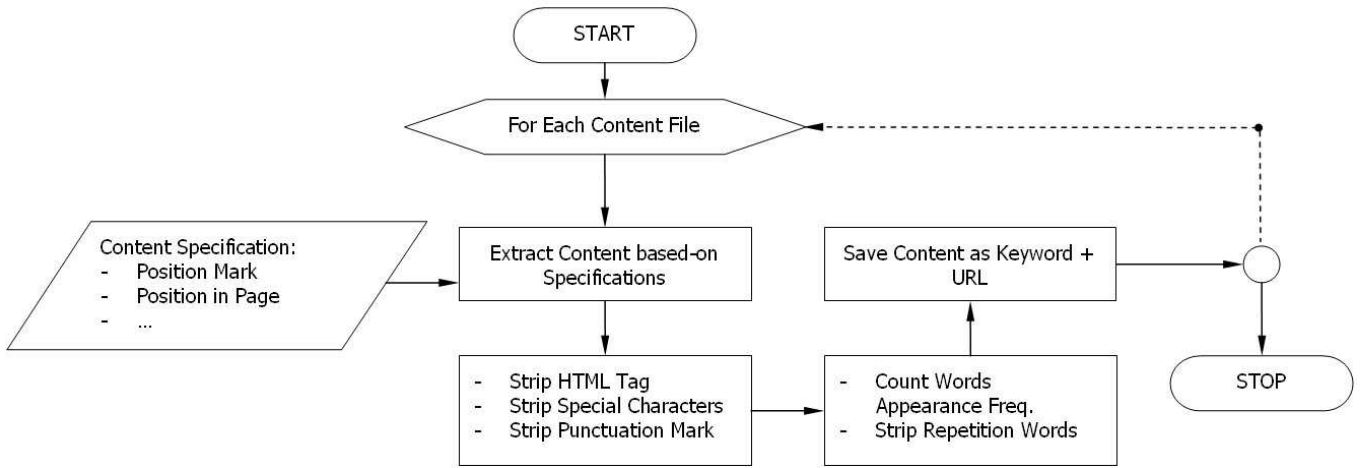 START
For Each Content File
Content Specification:
- Position Mark
- Position in Page
- ...
Extract Content based-on
Specifications
Save Content as Keyword +
URL
- Strip HTML Tag
- Strip Special Characters
- Strip Punctuation Mark
- Count Words
Appearance Freq.
- Strip Repetition Words
STOP